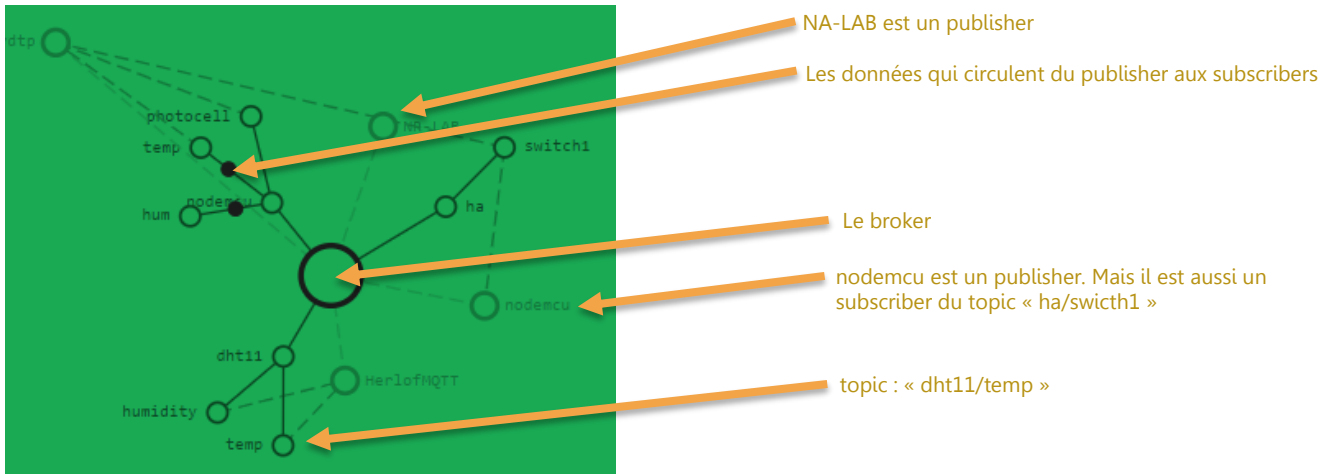 NA-LAB est un publisher
dtp
Les données qui circulent du publisher aux subscribers
photocell
NA-LAB
temp
switch1
nodemcu
hum
ha
Le broker
nodemcu est un publisher. Mais il est aussi un
subscriber du topic « ha/swicth1 »
nodemcu
dht11
HerlofMQTT
topic : « dht11/temp »
humidity
temp